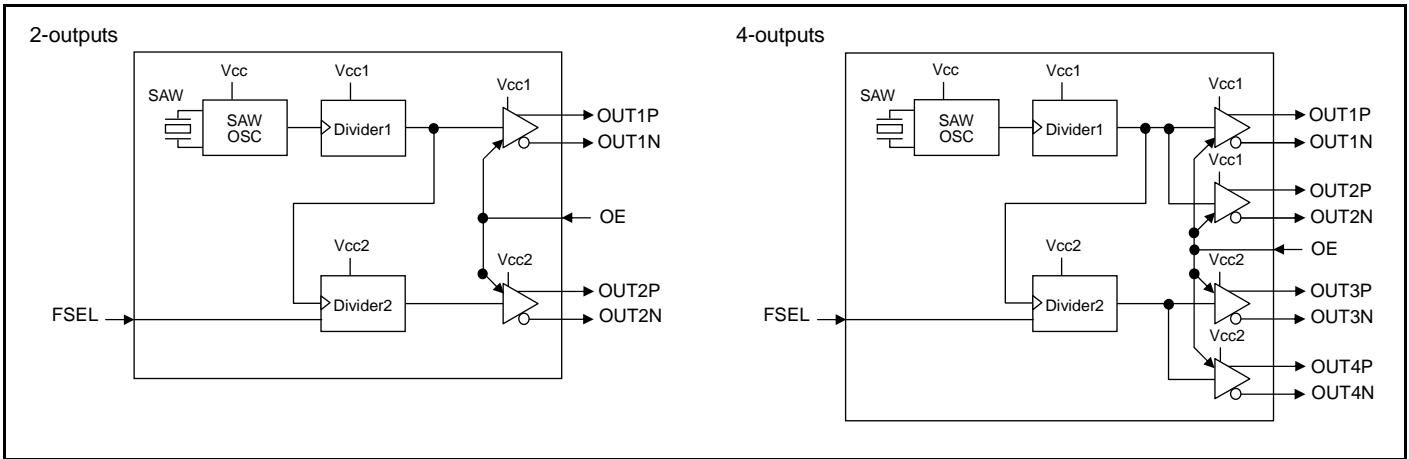 2-outputs
Vcc
Vcc1
Vcc1
SAW
SAW
OSC
Divider1
OUT1P
OUT1N
OE
Vcc2
Vcc2
Divider2
OUT2P
OUT2N
FSEL
4-outputs
Vcc
Vcc1
Vcc1
SAW
SAW
OSC
Divider1
OUT1P
OUT1N
Vcc1
OUT2P
OUT2N
OE
Vcc2
Vcc2
Divider2
OUT3P
OUT3N
FSEL
Vcc2
OUT4P
OUT4N